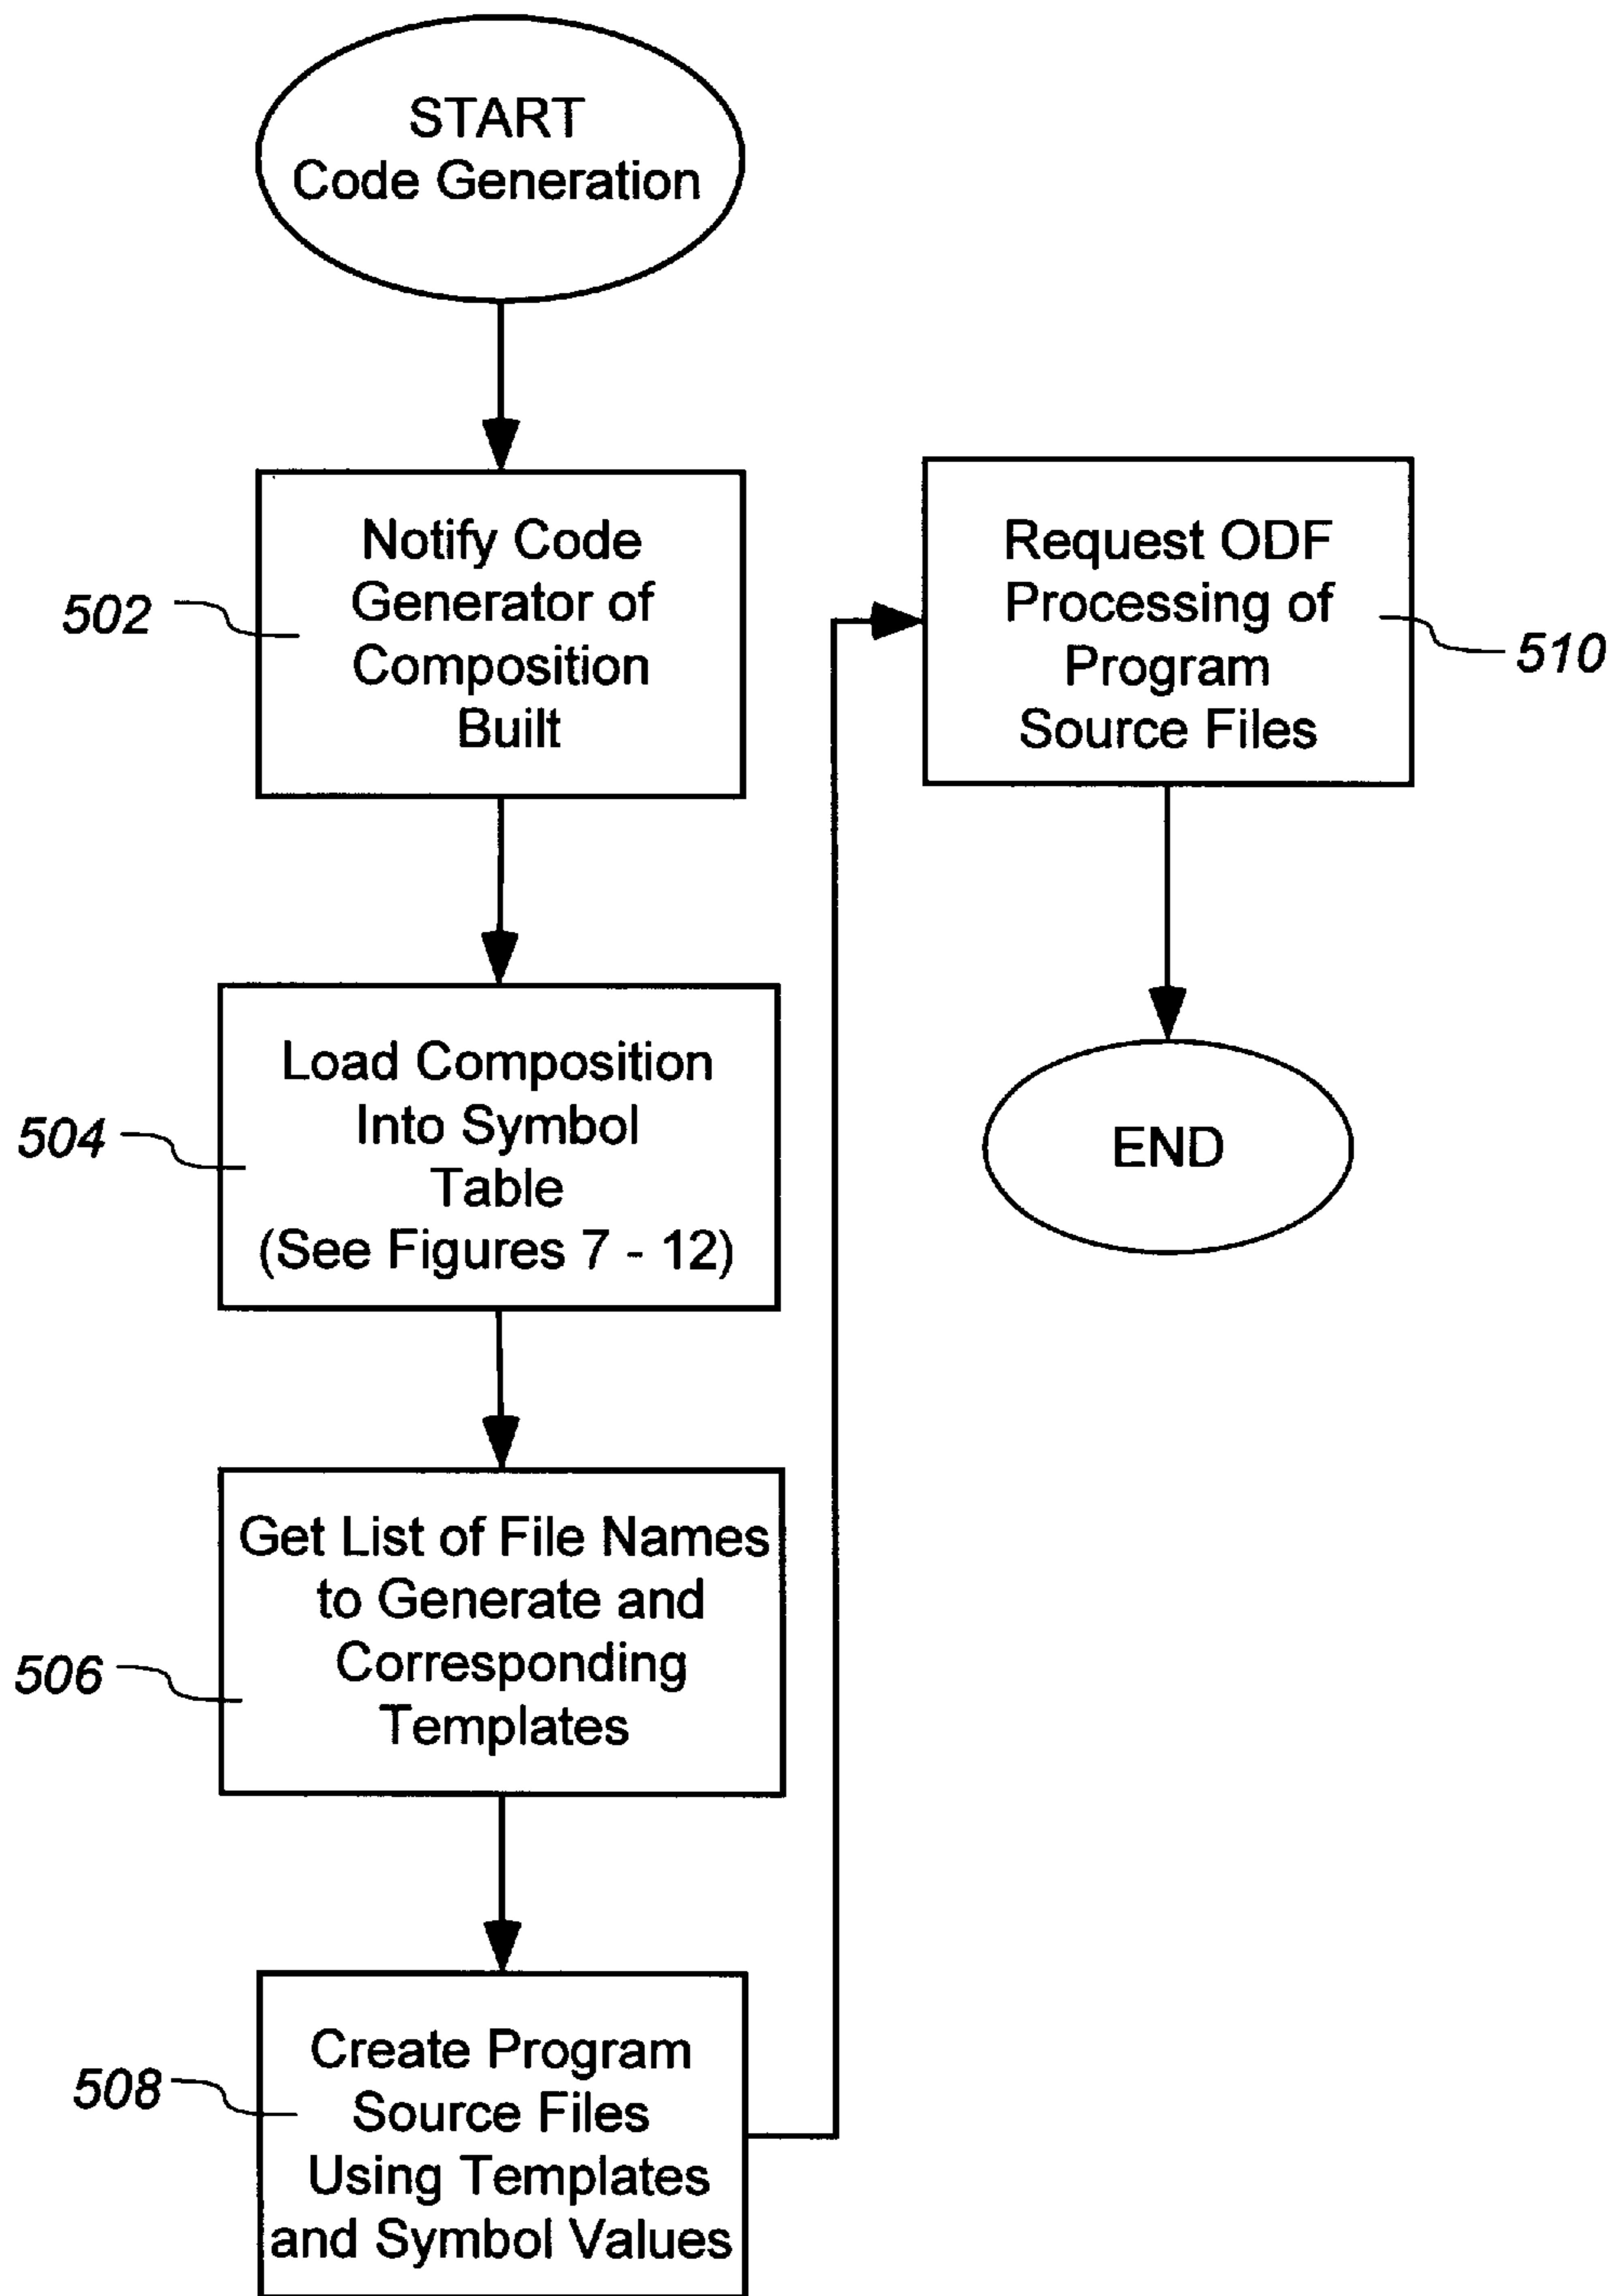 START
Code Generation
502
Notify Code
Generator of
Composition
Built
504
Load Composition
Into Symbol
Table
(See Figures 7 - 12)
506
Get List of File Names
to Generate and
Corresponding
Templates
508
Create Program
Source Files
Using Templates
and Symbol Values
Request ODF
Processing of
Program
Source Files
510
END